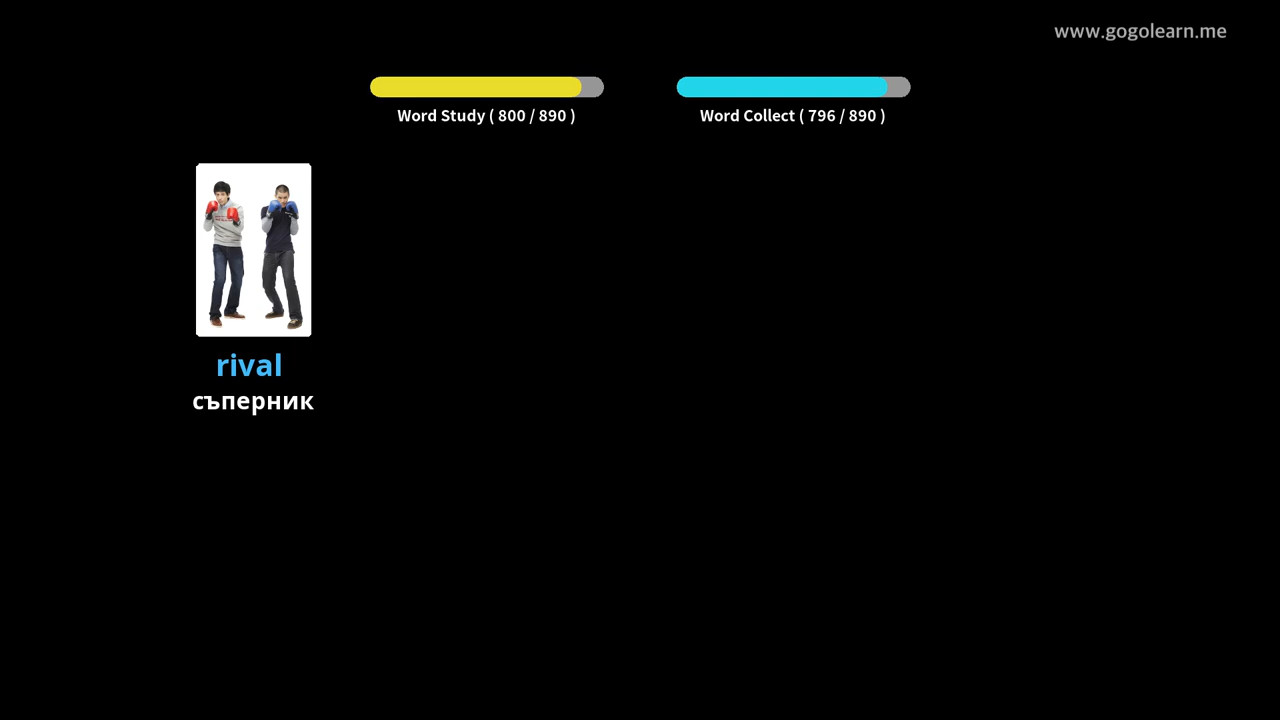 www.gogolearn.me
Word Study ( 800 / 890 )
Word Collect ( 796 / 890 )
rival
съперник